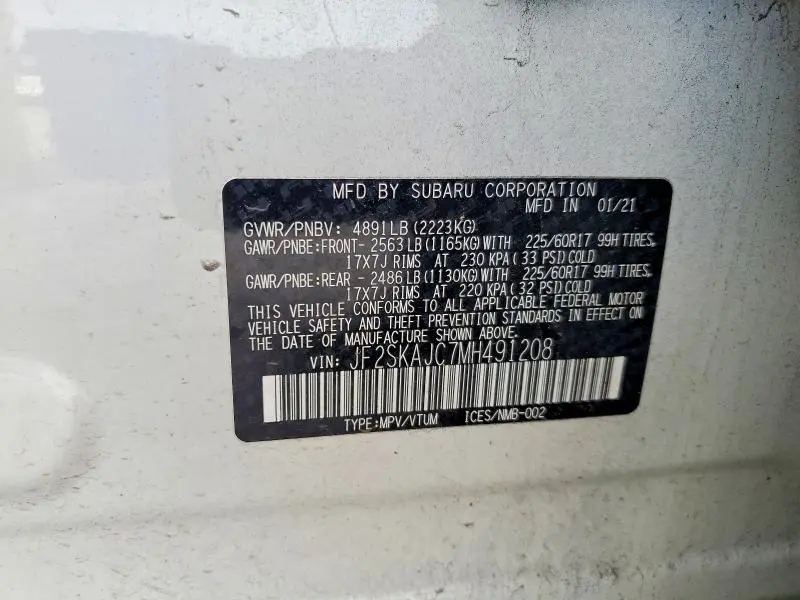 MFD BY SUBARU CORPORATION
MFD IN 01/21
GVWR/PNBV: 4891LB (2223KG)
GAWR/PNBE:FRONT- 2563LB (1165KG) WITH 225/60R17 99H TIRES,
17X7J RIMS AT 230 KPA (33 PSI) COLD
GAWR/PNBE:REAR - 2486LB (1130KG) WITH 225/60R17 99H TIRES,
17X7J RIMS AT 220 KPA (32 PSI) COLD
THIS VEHICLE CONFORMS TO ALL APPLICABLE FEDERAL MOTOR
VEHICLE SAFETY AND THEFT PREVENTION STANDARDS IN EFFECT ON
THE DATE OF MANUFACTURE SHOWN ABOVE.
VIN: JF2SKAJC7MH491208
TYPE:MPV/VTUM ICES/NMB-002